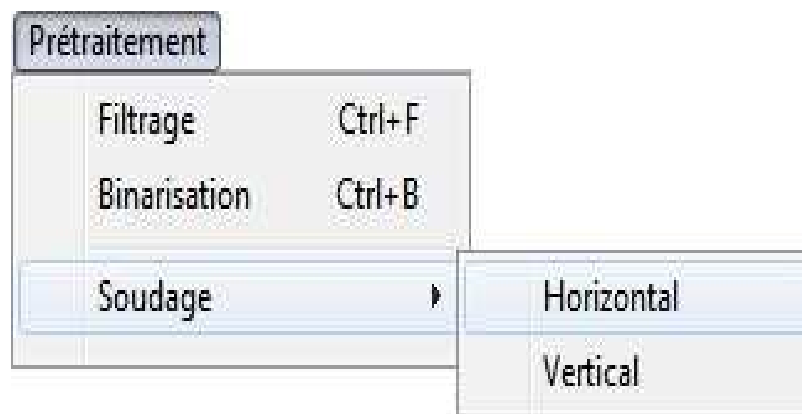 Prétraitement
Filtrage Ctrl+F
Binarisation Ctrl+B
Soudage
Horizontal
Vertical